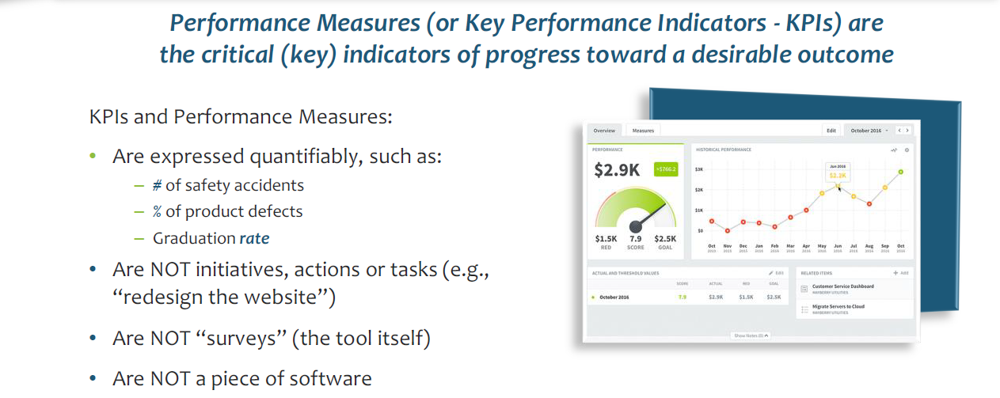 Performance Measures (or Key Performance Indicators - KPIs) are
the critical (key) indicators of progress toward a desirable outcome
KPIs and Performance Measures:
• Are expressed quantifiably, such as:
– # of safety accidents
– % of product defects
– Graduation rate
• Are NOT initiatives, actions or tasks (e.g.,
“redesign the website”)
• Are NOT “surveys” (the tool itself)
• Are NOT a piece of software
Overview Measures Edit October 2016
PERFORMANCE
$2.9K +$766.2
$1.5K 7.9 $2.5K
RED SCORE GOAL
HISTORICAL PERFORMANCE
Jun 2016
$2.2K
$3K
$2K
$1K
$0
Oct Nov Dec Jan Feb Mar Apr May Jun Jul Aug Sep Oct
2015 2015 2015 2016 2016 2016 2016 2016 2016 2016 2016 2016 2016
ACTUAL AND THRESHOLD VALUES Edit
SCORE ACTUAL RED GOAL
October 2016 7.9 $2.9K $1.5K $2.5K
RELATED ITEMS + Add
Customer Service Dashboard
MAYBERRY UTILITIES
Migrate Servers to Cloud
MAYBERRY UTILITIES
Show Notes (0)